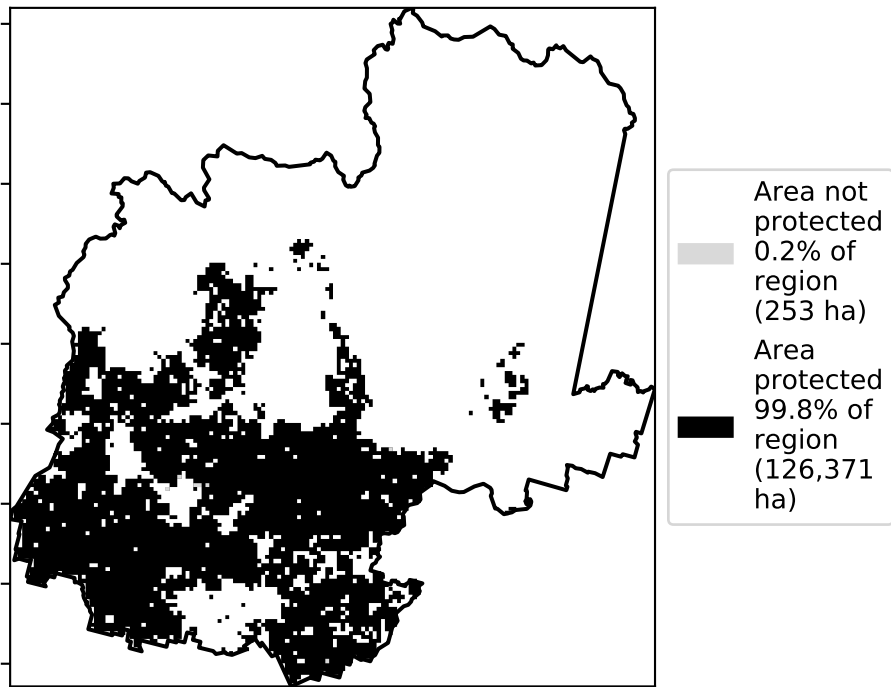 Area not
protected
0.2% of
region
(253 ha)
Area
protected
99.8% of
region
(126,371
ha)